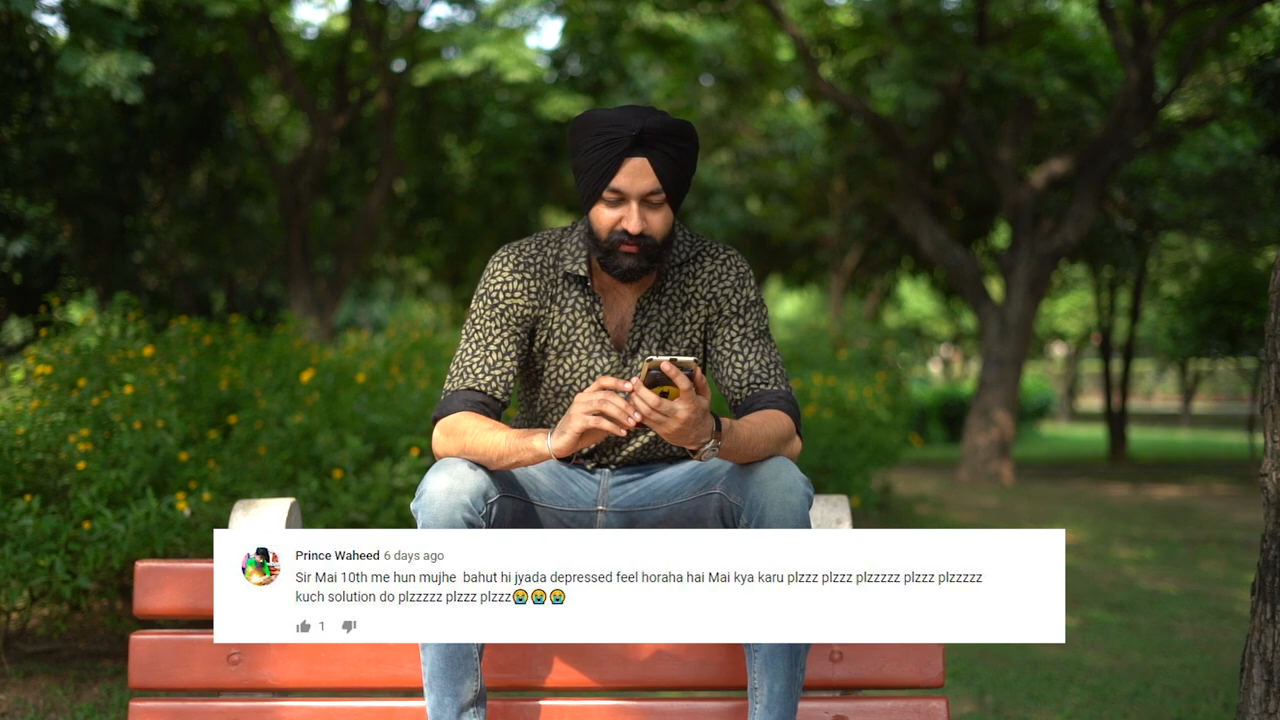 Prince Waheed 6 days ago
Sir Mai 10th me hun mujhe  bahut hi jyada depressed feel horaha hai Mai kya karu plzzz plzzz plzzzzz plzzz plzzzzz
kuch solution do plzzzzz plzzz plzzz😭😭😭
1